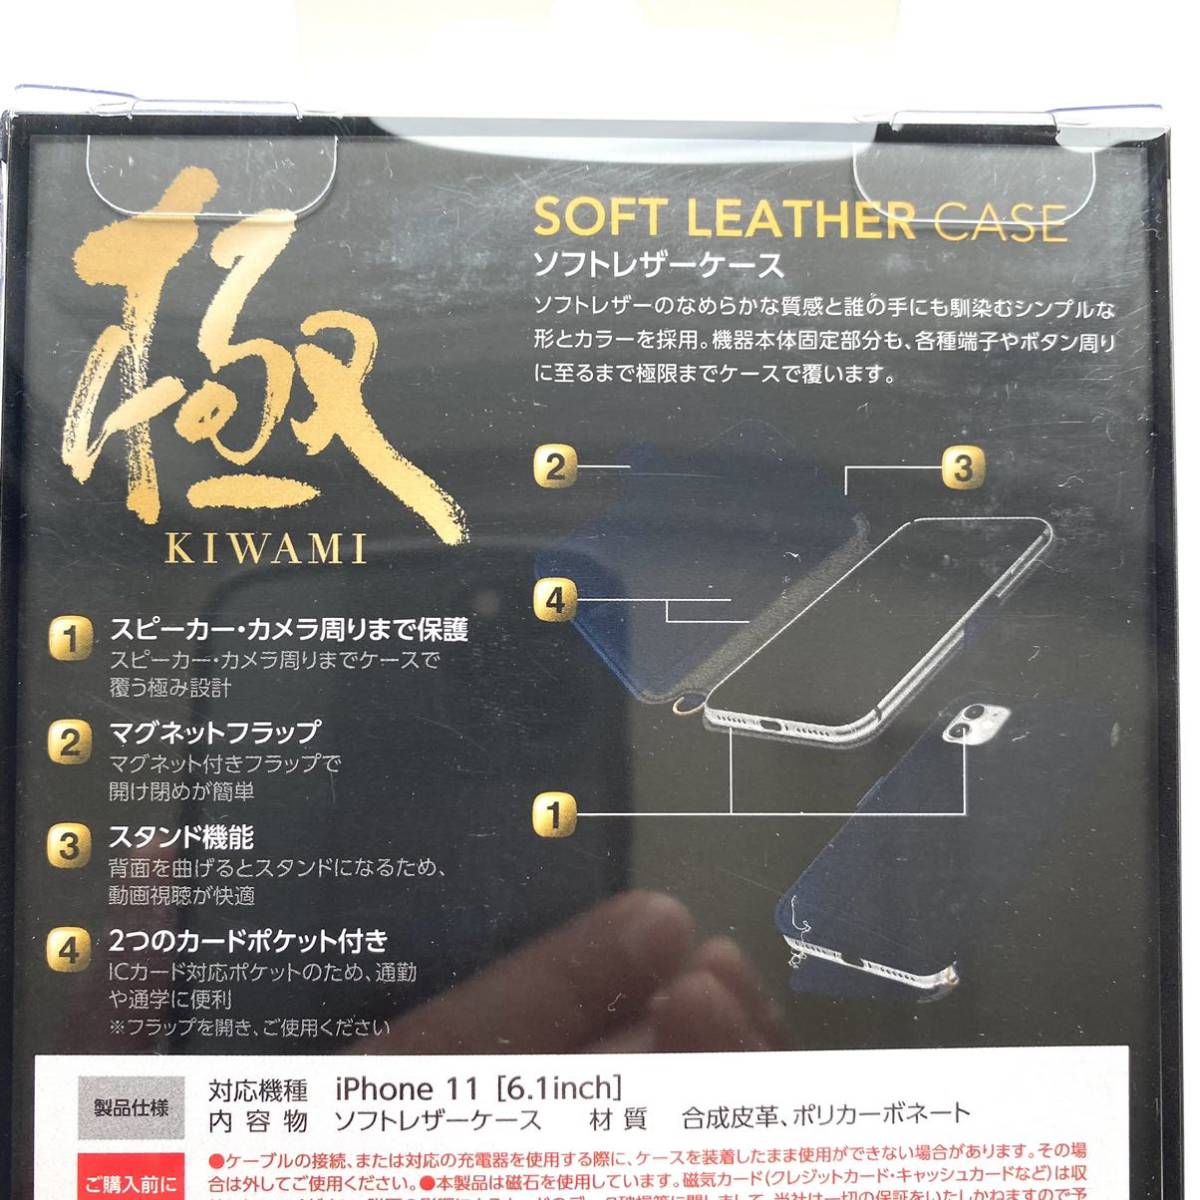 極
KIWAMI
SOFT LEATHER CASE
ソフトレザーケース
ソフトレザーのなめらかな質感と誰の手にも馴染むシンプルな
形とカラーを採用。機器本体固定部分も、各種端子やボタン周り
に至るまで極限までケースで覆います。
2
3
4
1
1 スピーカー・カメラ周りまで保護
スピーカー・カメラ周りまでケースで
覆う極み設計
2 マグネットフラップ
マグネット付きフラップで
開け閉めが簡単
3 スタンド機能
背面を曲げるとスタンドになるため、
動画視聴が快適
4 2つのカードポケット付き
ICカード対応ポケットのため、通勤
や通学に便利
※フラップを開き、ご使用ください
製品仕様
対応機種 iPhone 11 [6.1inch]
内容物 ソフトレザーケース 材質 合成皮革、ポリカーボネート
ご購入前に
●ケーブルの接続、または対応の充電器を使用する際に、ケースを装着したまま使用ができない場合があります。その場
合は外してご使用ください。●本製品は磁石を使用しています。磁気カード(クレジットカード・キャッシュカードなど)は収